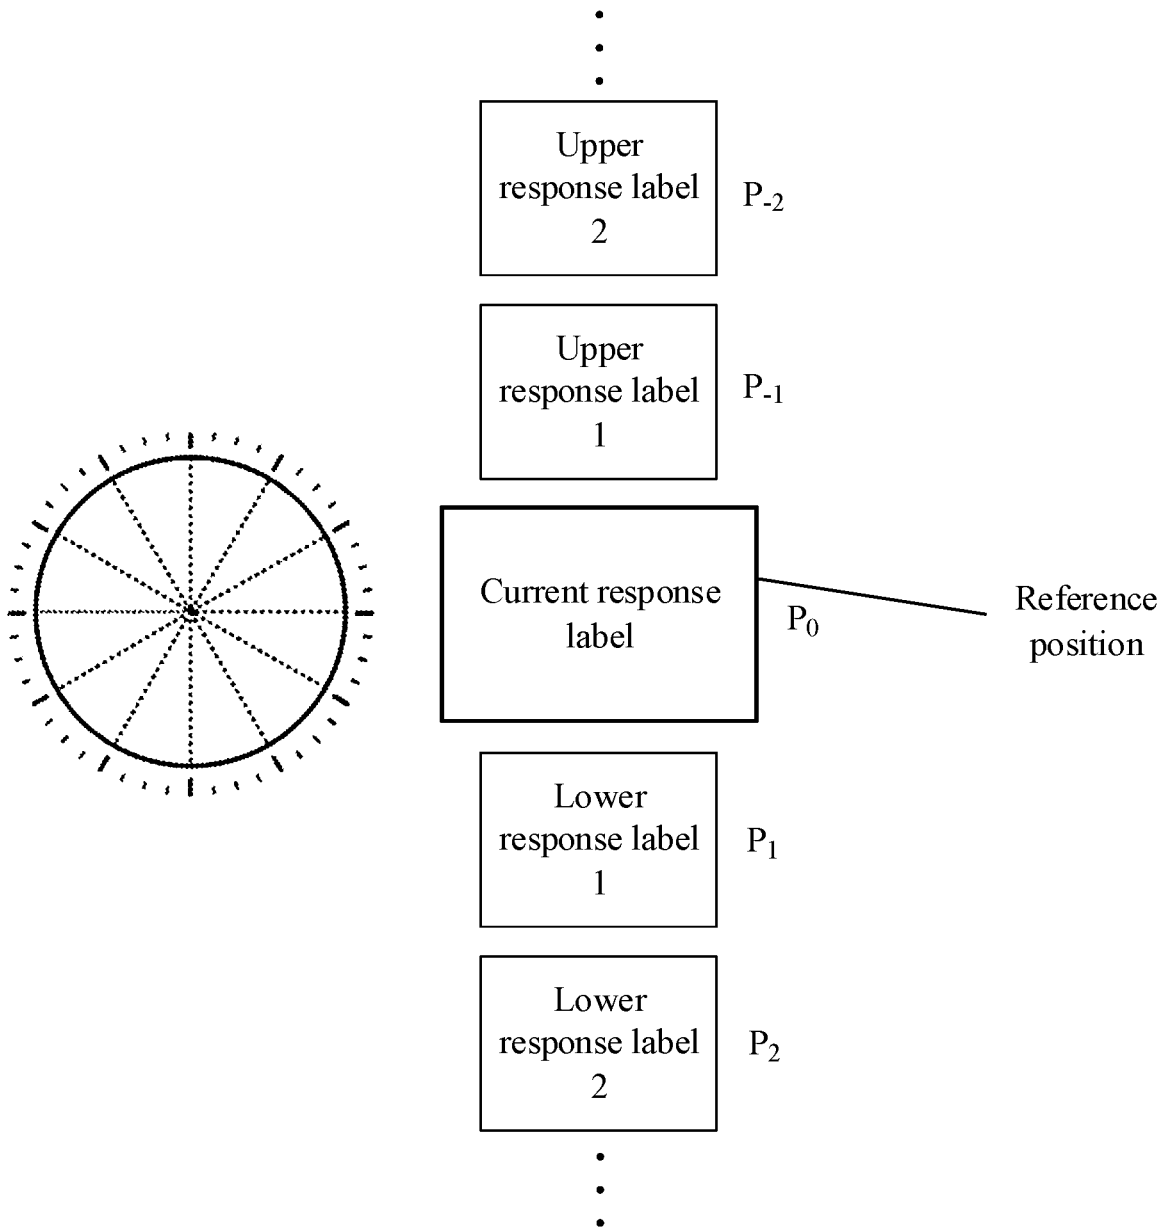 Upper
response label
2
P-2
Upper
response label
1
P-1
Current response
label
P0
Reference
position
Lower
response label
1
P1
Lower
response label
2
P2